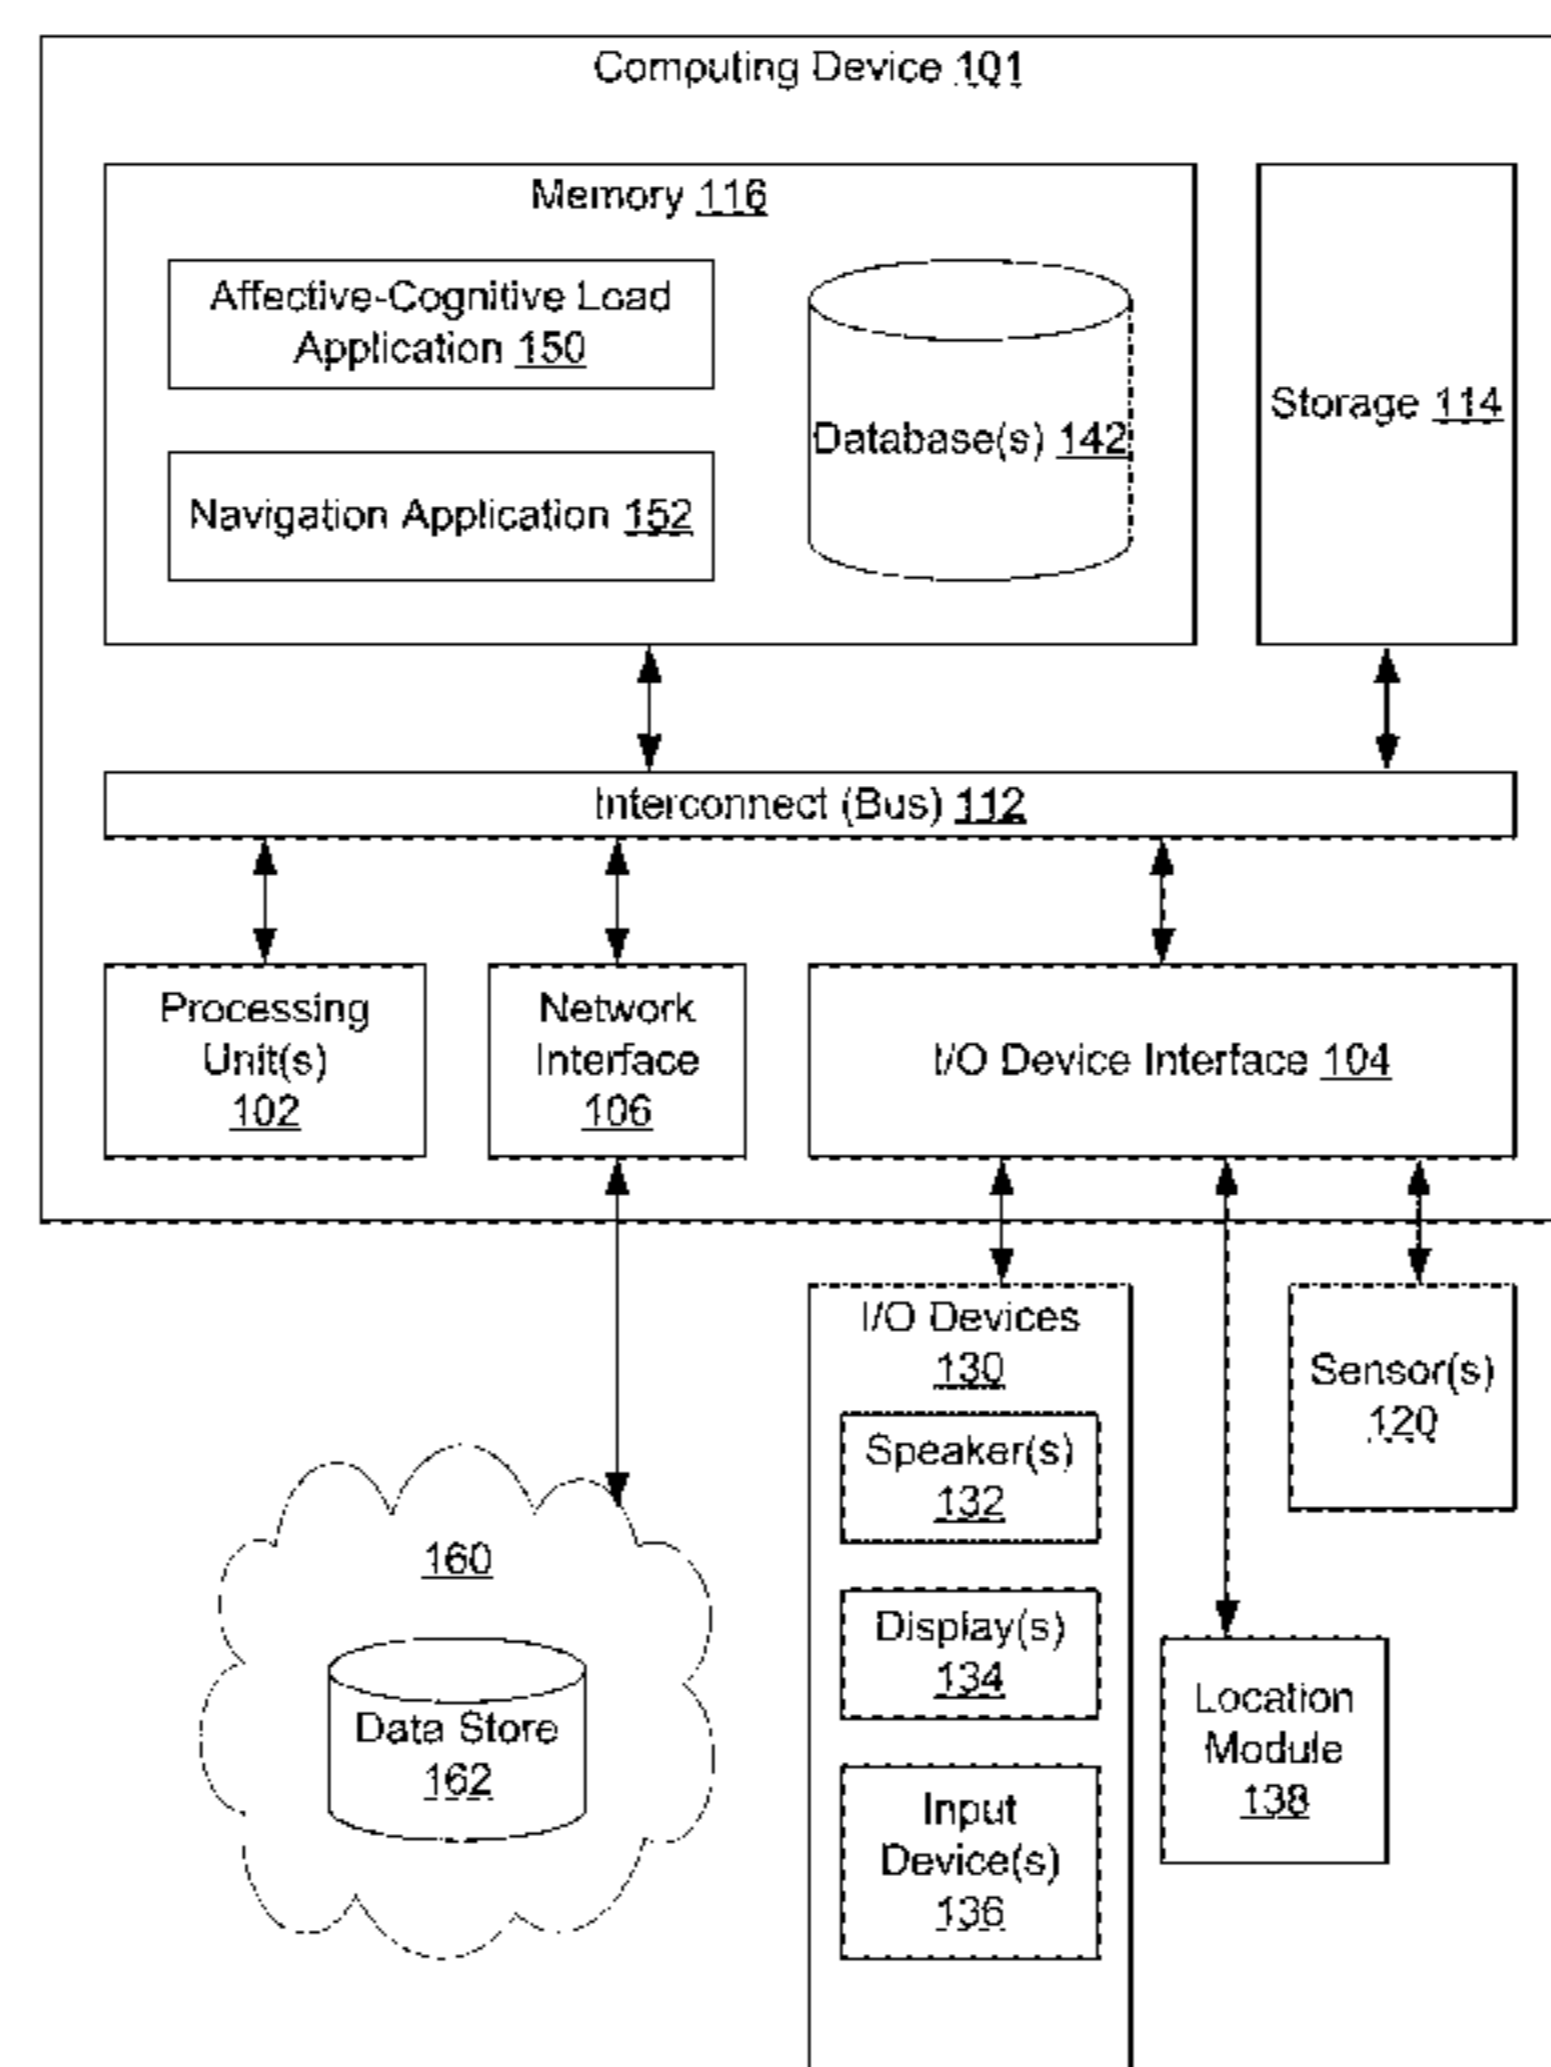 Computing Device 101
Memory 116
Affective-Cognitive Load
Application 150
Navigation Application 152
Database(s) 142
Storage 114
Interconnect (Bus) 112
Processing
Unit(s)
102
Network
Interface
106
I/O Device Interface 104
I/O Devices
130
Speaker(s)
132
Display(s)
134
Input
Device(s)
136
Sensor(s)
120
Location
Module
138
160
Data Store
162